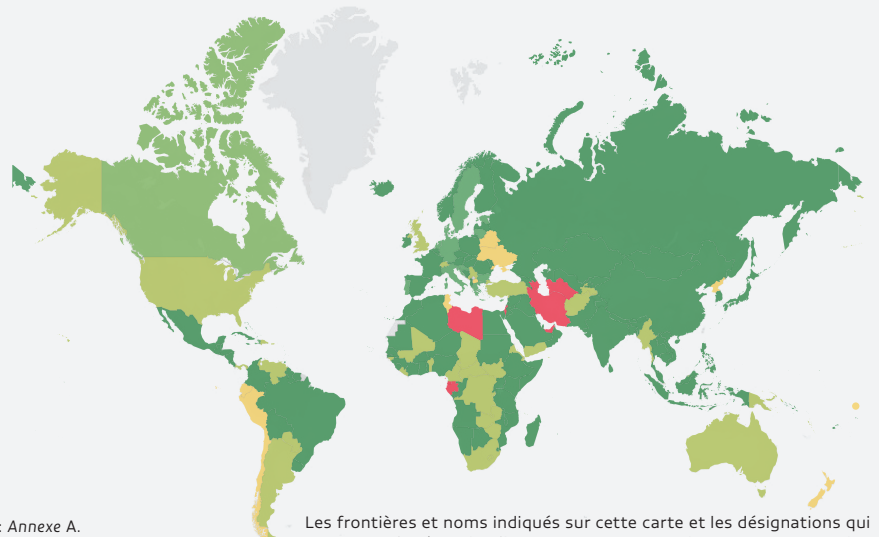 : Annexe A.
Les frontières et noms indiqués sur cette carte et les désignations qui